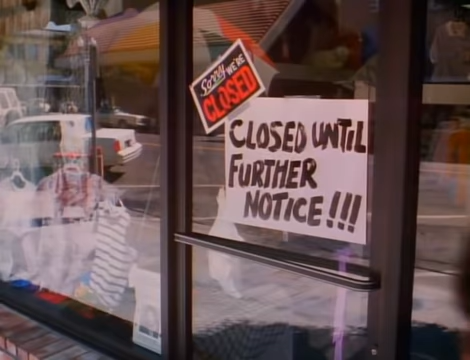 Sorry WE'RE
CLOSED
CLOSED UNTIL
FURTHER
NOTICE!!!